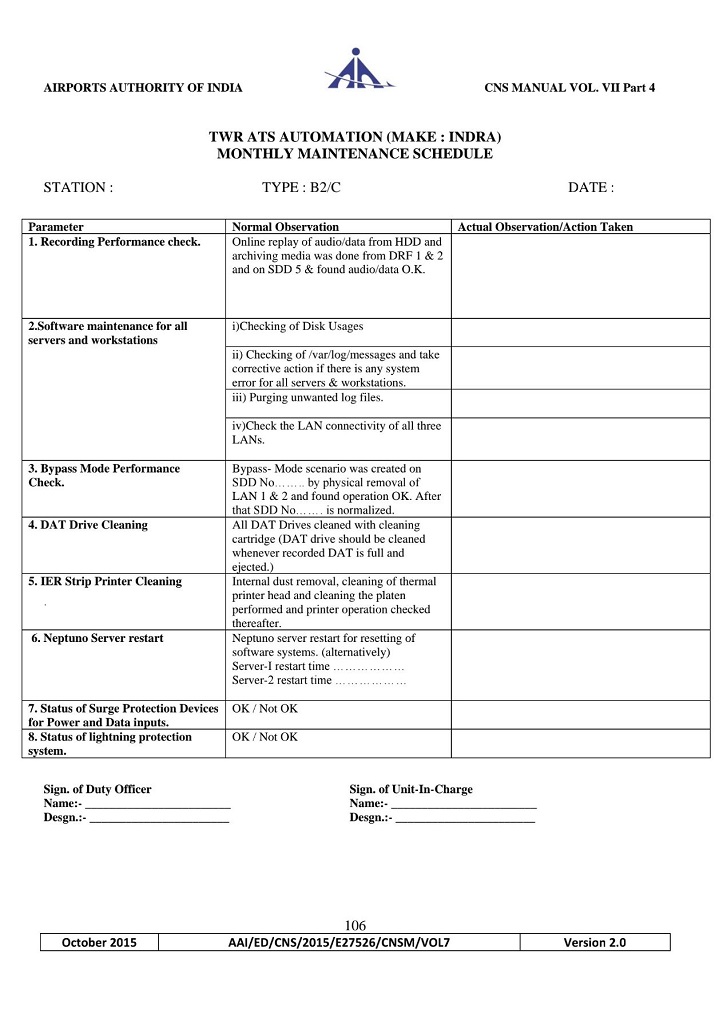 AIRPORTS AUTHORITY OF INDIA
CNS MANUAL VOL. VII Part 4
TWR ATS AUTOMATION (MAKE : INDRA)
MONTHLY MAINTENANCE SCHEDULE
STATION :
TYPE : B2/C
DATE :
Parameter
Normal Observation
Actual Observation/Action Taken
1. Recording Performance check.
Online replay of audio/data from HDD and
archiving media was done from DRF 1 & 2
and on SDD 5 & found audio/data O.K.
2.Software maintenance for all
servers and workstations
i)Checking of Disk Usages
ii) Checking of /var/log/messages and take
corrective action if there is any system
error for all servers & workstations.
iii) Purging unwanted log files.
iv)Check the LAN connectivity of all three
LANs.
3. Bypass Mode Performance
Check.
Bypass- Mode scenario was created on
SDD No…….. by physical removal of
LAN 1 & 2 and found operation OK. After
that SDD No……. is normalized.
4. DAT Drive Cleaning
All DAT Drives cleaned with cleaning
cartridge (DAT drive should be cleaned
whenever recorded DAT is full and
ejected.)
5. IER Strip Printer Cleaning
.
Internal dust removal, cleaning of thermal
printer head and cleaning the platen
performed and printer operation checked
thereafter.
6. Neptuno Server restart
Neptuno server restart for resetting of
software systems. (alternatively)
Server-I restart time ………………
Server-2 restart time ………………
7. Status of Surge Protection Devices
for Power and Data inputs.
OK / Not OK
8. Status of lightning protection
system.
OK / Not OK
Sign. of Duty Officer
Name:- ________________________
Desgn.:- _______________________
Sign. of Unit-In-Charge
Name:- ________________________
Desgn.:- _______________________
106
October 2015
AAI/ED/CNS/2015/E27526/CNSM/VOL7
Version 2.0